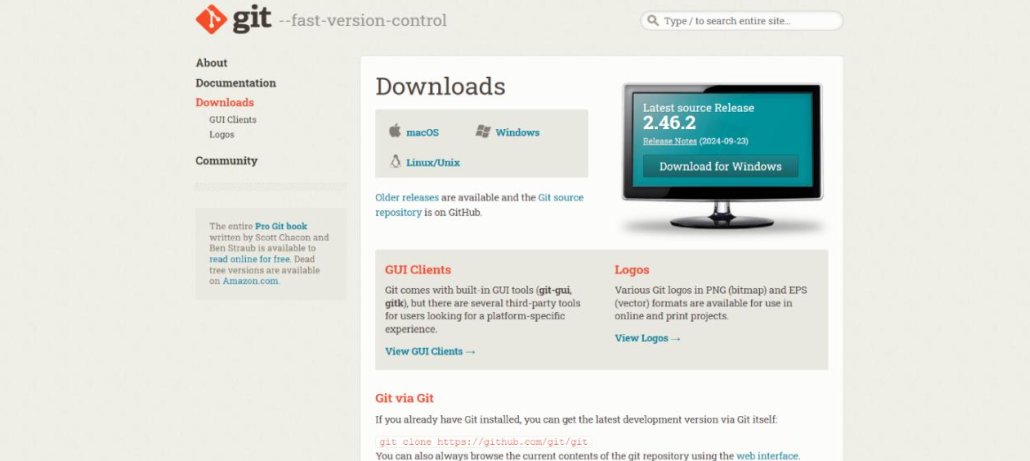 git --fast-version-control
Type / to search entire site...
About
Documentation
Downloads
GUI Clients
Logos
Community
The entire Pro Git book
written by Scott Chacon and
Ben Straub is available to
read online for free. Dead
tree versions are available
on Amazon.com.
Downloads
macOS
Windows
Linux/Unix
Older releases are available and the Git source
repository is on GitHub.
Latest source Release
2.46.2
Release Notes (2024-09-23)
Download for Windows
GUI Clients
Git comes with built-in GUI tools (git-gui,
gitk), but there are several third-party tools
for users looking for a platform-specific
experience.
View GUI Clients →
Logos
Various Git logos in PNG (bitmap) and EPS
(vector) formats are available for use in
online and print projects.
View Logos →
Git via Git
If you already have Git installed, you can get the latest development version via Git itself:
git clone https://github.com/git/git
You can also always browse the current contents of the git repository using the web interface.